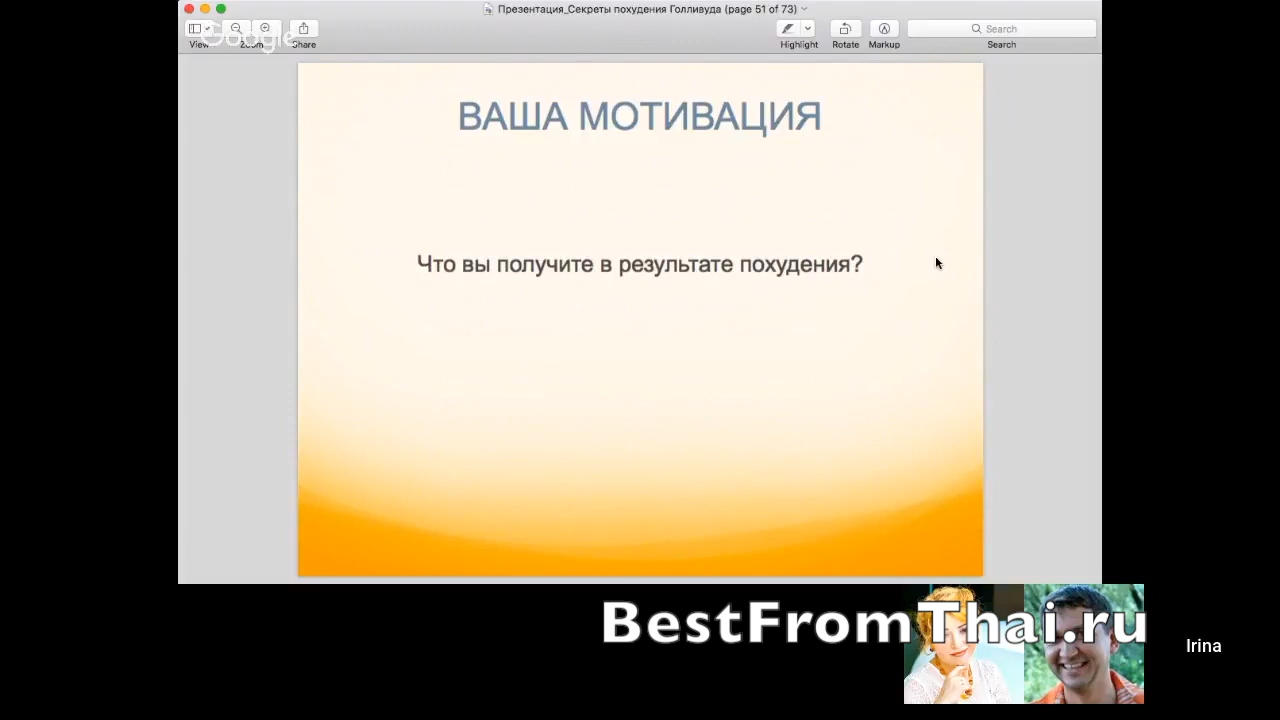 Презентация_Секреты похудения Голливуда (page 51 of 73)
Google
View
Zoom
Share
Highlight
Rotate
Markup
Search
Search
ВАША МОТИВАЦИЯ
Что вы получите в результате похудения?
BestFromThai.ru
Irina